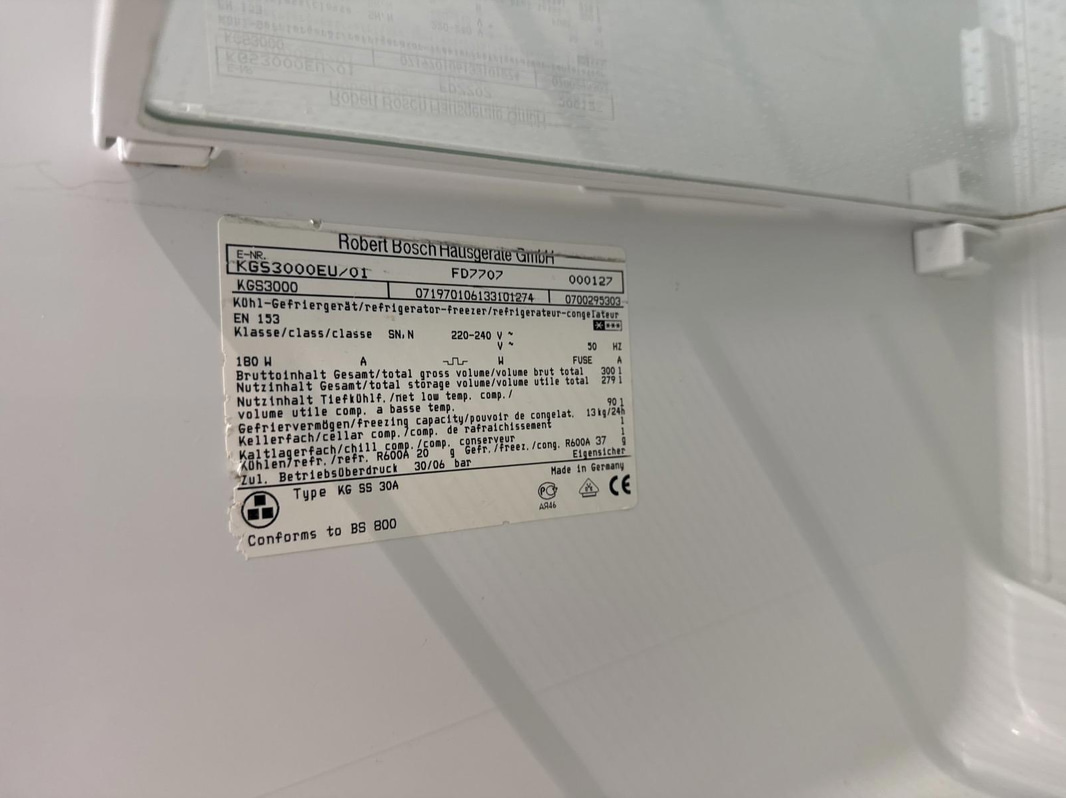 Robert Bosch Hausgeräte GmbH
E-NR. KGS3000EU/01 FD7707 000127
KGS3000 071970106133101274 0700295303
Kühl-Gefriergerät/refrigerator-freezer/refrigerateur-congelateur
EN 153
Klasse/class/classe SN,N 220-240 V ~
V ~ 50 HZ
180 W A W FUSE A
Bruttoinhalt Gesamt/total gross volume/volume brut total 300 l
Nutzinhalt Gesamt/total storage volume/volume utile total 279 l
Nutzinhalt Tiefkühlf./net low temp. comp./
volume utile comp. a basse temp. 90 l
Gefriervermögen/freezing capacity/pouvoir de congelat. 13 kg/24h
Kellerfach/cellar comp./comp. de rafraichissement l
Kaltlagerfach/chill comp./comp. conserveur l
Kühlen/refr./refr. R600A 20 g Gefr./freez./cong. R600A 37 g
Zul. Betriebsüberdruck 30/06 bar Eigensicher
Made in Germany
Type KG SS 30A
РСТ
АЯ46
CE
Conforms to BS 800